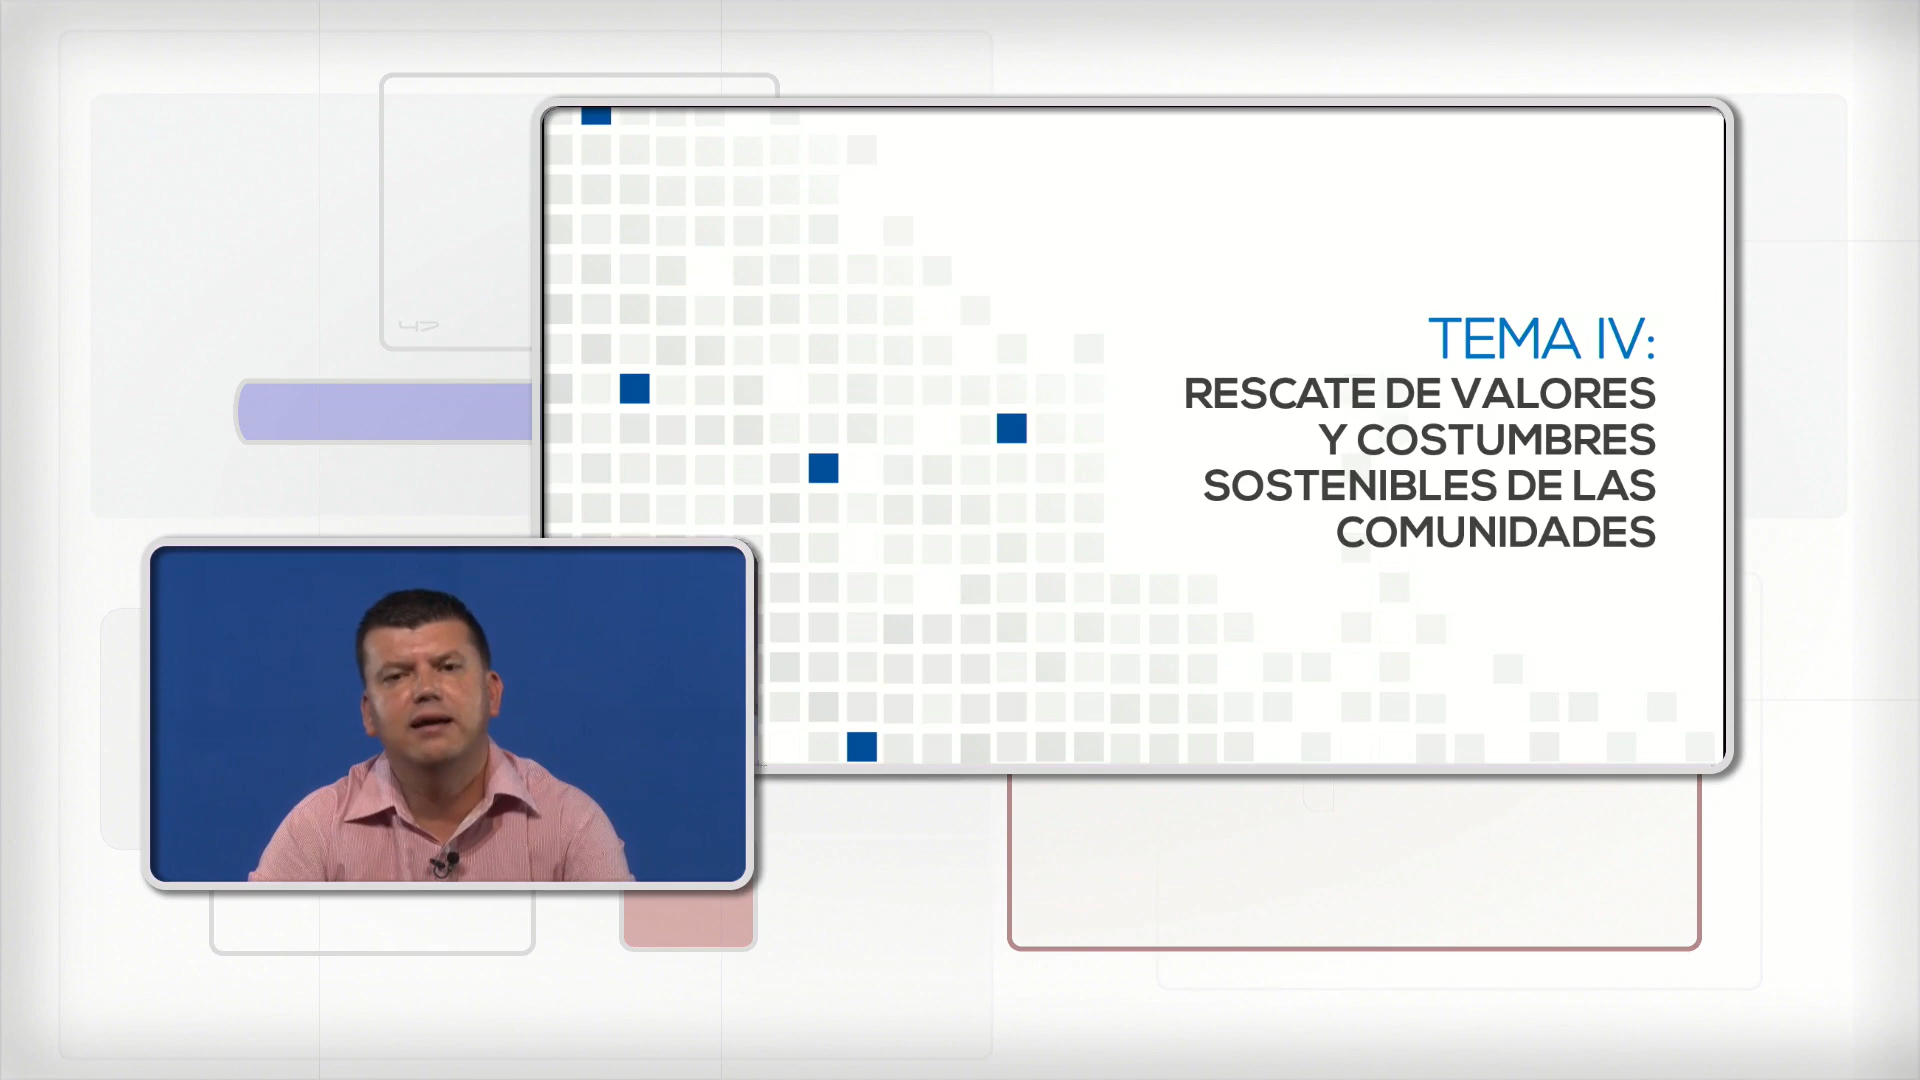 TEMA IV:
RESCATE DE VALORES
Y COSTUMBRES
SOSTENIBLES DE LAS
COMUNIDADES